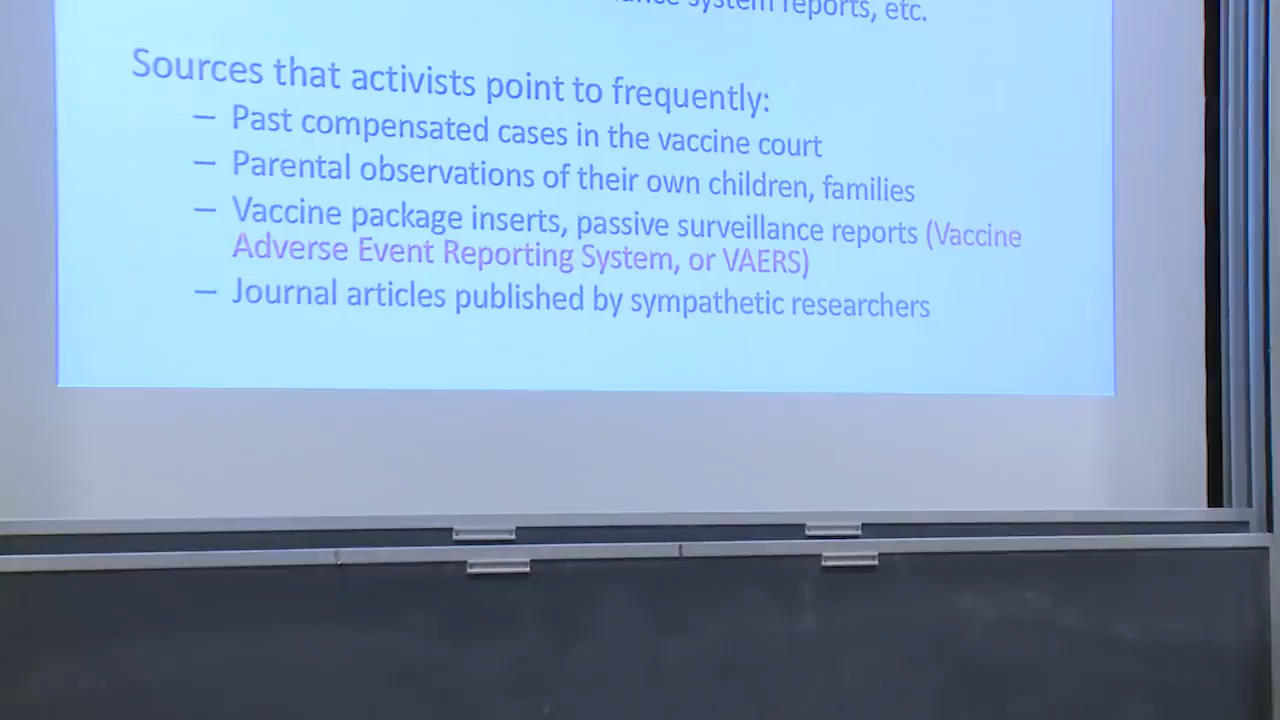 system reports, etc.
Sources that activists point to frequently:
– Past compensated cases in the vaccine court
– Parental observations of their own children, families
– Vaccine package inserts, passive surveillance reports (Vaccine
Adverse Event Reporting System, or VAERS)
– Journal articles published by sympathetic researchers